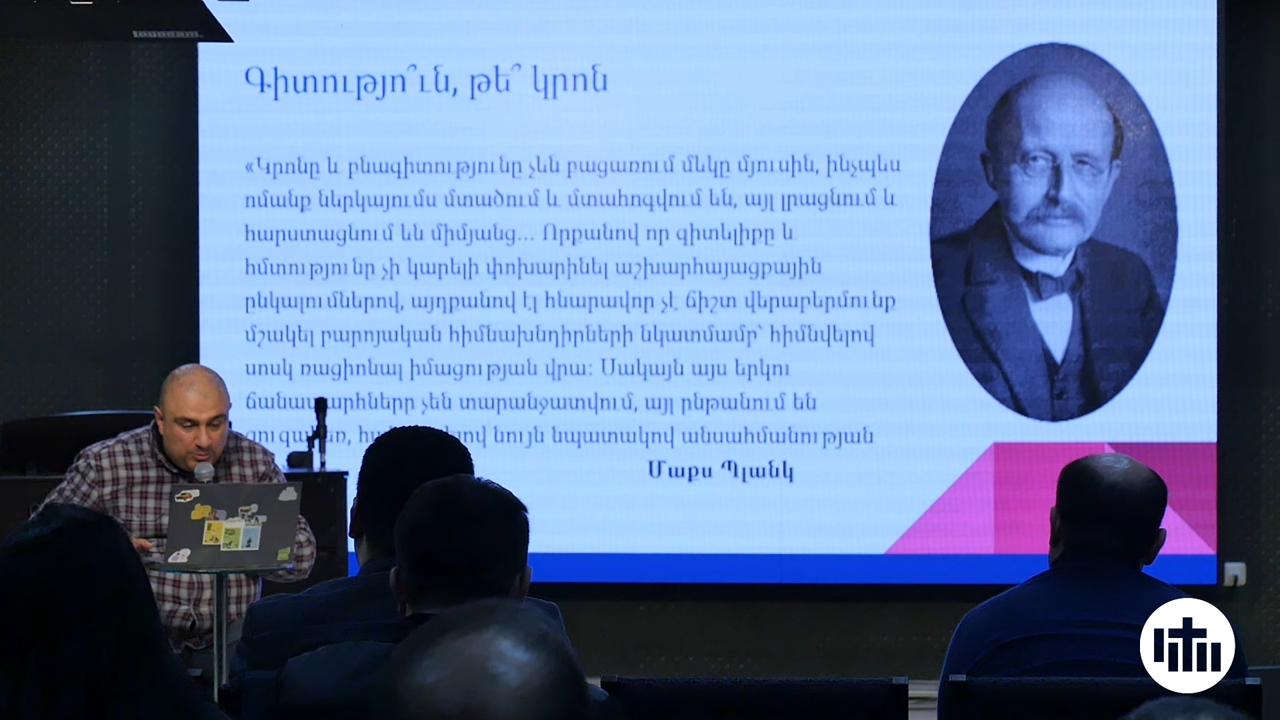 Գիտությո՞ւն, թե՞ կրոն
«Կրոնը և բնագիտությունը չեն բացառում մեկը մյուսին, ինչպես
ոմանք ներկայումս մտածում և մտահոգվում են, այլ լրացնում և
հարստացնում են միմյանց... Որքանով որ գիտելիքը և
հմտությունր չի կարելի փոխարինել աշխարհայացքային
ընկալումներով, այդքանով էլ հնարավոր չէ ճիշտ վերաբերմունք
մշակել բարոյական հիմնախնդիրների նկատմամբ՝ հիմնվելով
սոսկ ռացիոնալ իմացության վրա: Սակայն այս երկու
չեն տարանջատվում, այլ ընթանում են
նույն նպատակով անսահմանության
Մաքս Պլանկ